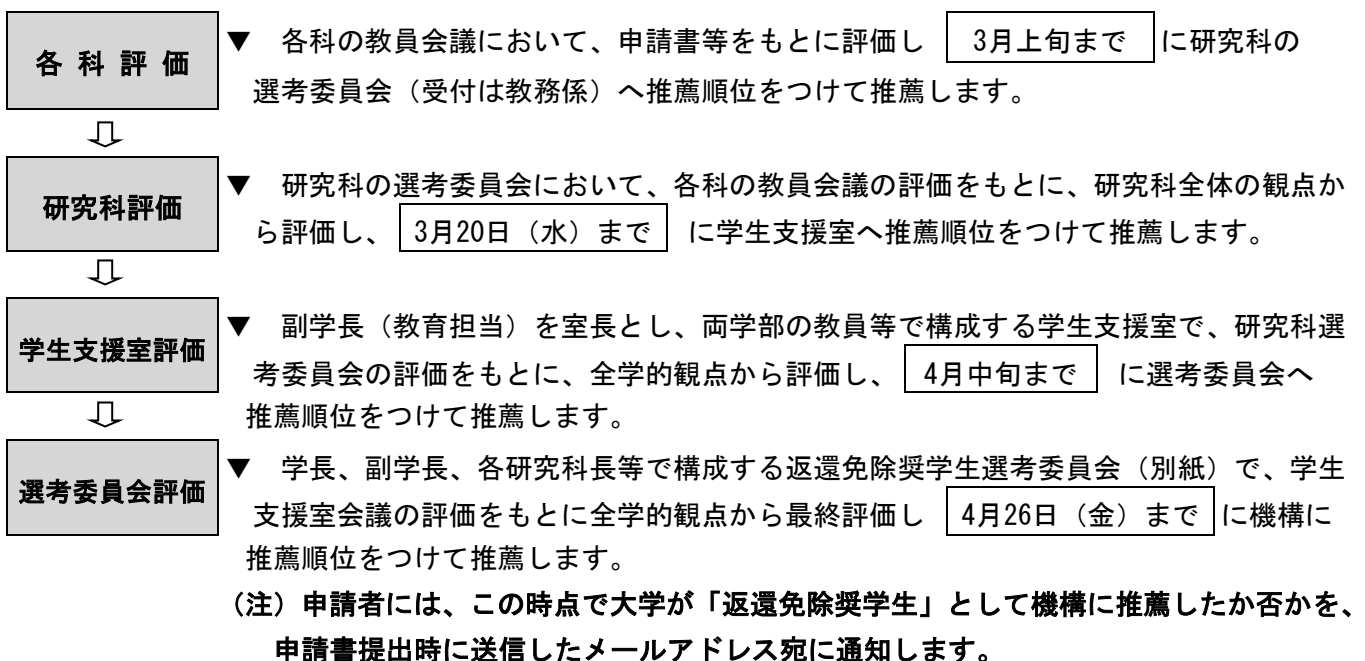 各 科 評 価
▼ 各科の教員会議において、申請書等をもとに評価し 3月上旬まで に研究科の
選考委員会（受付は教務係）へ推薦順位をつけて推薦します。
⇩
研究科評価
▼ 研究科の選考委員会において、各科の教員会議の評価をもとに、研究科全体の観点か
ら評価し、 3月20日（水）まで に学生支援室へ推薦順位をつけて推薦します。
⇩
学生支援室評価
▼ 副学長（教育担当）を室長とし、両学部の教員等で構成する学生支援室で、研究科選
考委員会の評価をもとに、全学的観点から評価し、 4月中旬まで に選考委員会へ
推薦順位をつけて推薦します。
⇩
選考委員会評価
▼ 学長、副学長、各研究科長等で構成する返還免除奨学生選考委員会（別紙）で、学生
支援室会議の評価をもとに全学的観点から最終評価し 4月26日（金）まで に機構に
推薦順位をつけて推薦します。
（注）申請者には、この時点で大学が「返還免除奨学生」として機構に推薦したか否かを、
申請書提出時に送信したメールアドレス宛に通知します。